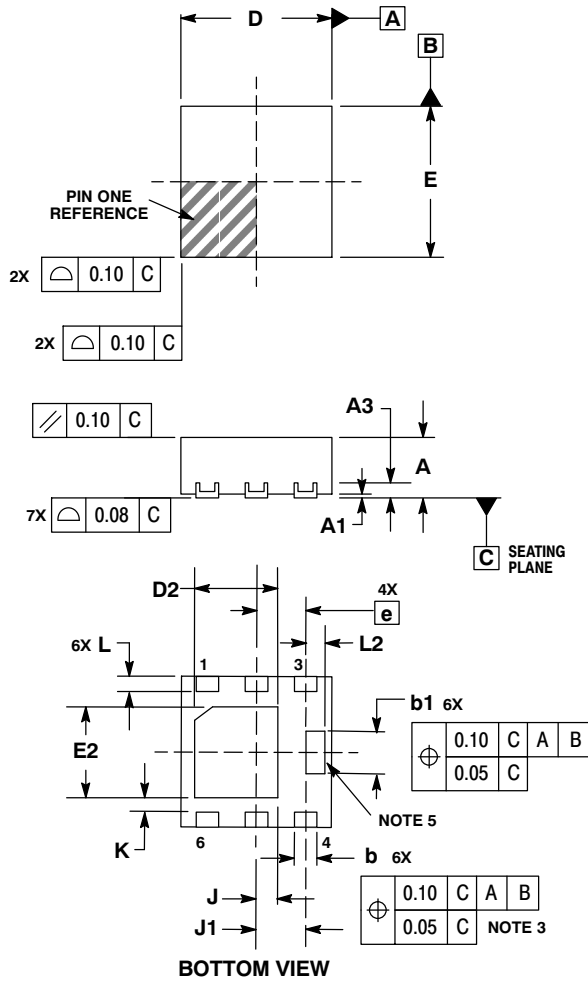 D
A
B
E
PIN ONE
REFERENCE
2X ⌓ 0.10 C
2X ⌓ 0.10 C
// 0.10 C
A3
A
7X ⌓ 0.08 C
A1
C SEATING
PLANE
D2
4X
e
6X L
1
3
L2
b1 6X
⌖ 0.10 C A B
0.05 C
E2
NOTE 5
K
6
4
b 6X
J
⌖ 0.10 C A B
0.05 C NOTE 3
J1
BOTTOM VIEW